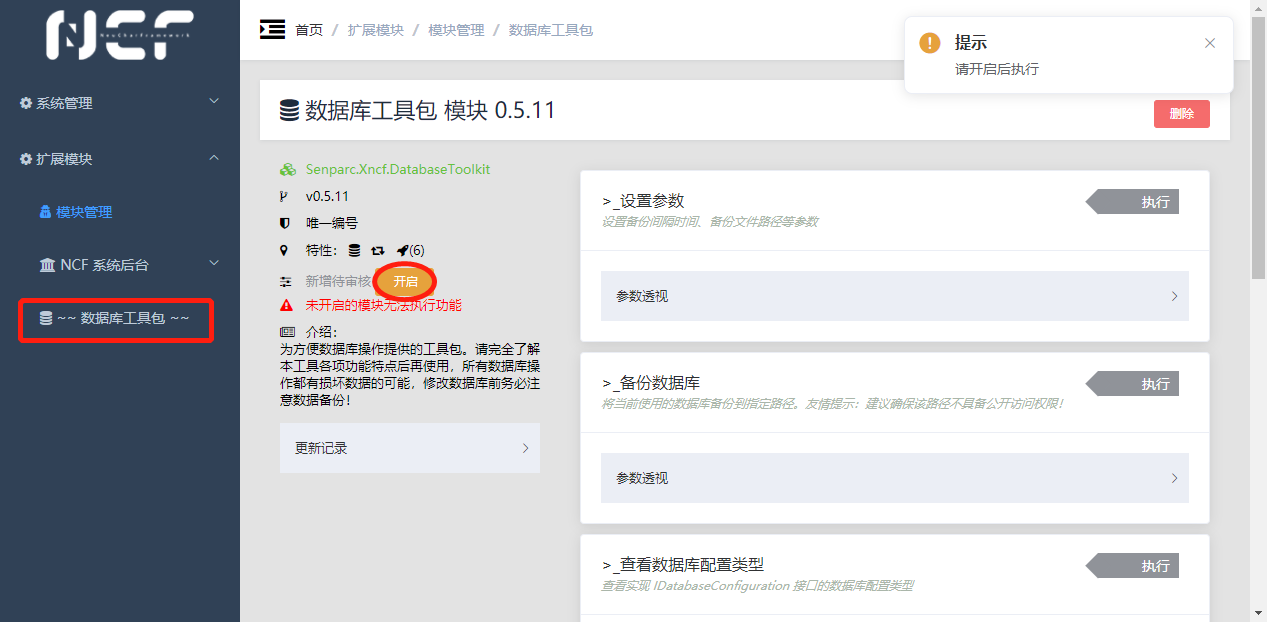 NCF
NeuCharFramework
系统管理
扩展模块
模块管理
NCF 系统后台
~~ 数据库工具包 ~~
首页 / 扩展模块 / 模块管理 / 数据库工具包
提示
请开启后执行
数据库工具包 模块 0.5.11
删除
Senparc.Xncf.DatabaseToolkit
v0.5.11
唯一编号
特性： (6)
新增待审核 开启
未开启的模块无法执行功能
介绍：
为方便数据库操作提供的工具包。请完全了解
本工具各项功能特点后再使用，所有数据库操
作都有损坏数据的可能，修改数据库前务必注
意数据备份！
更新记录
>_设置参数
执行
设置备份间隔时间、备份文件路径等参数
参数透视
>_备份数据库
执行
将当前使用的数据库备份到指定路径。友情提示：建议确保该路径不具备公开访问权限！
参数透视
>_查看数据库配置类型
执行
查看实现 IDatabaseConfiguration 接口的数据库配置类型